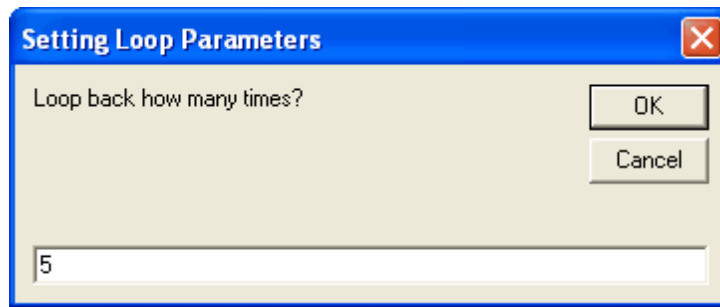 Setting Loop Parameters
Loop back how many times?
OK
Cancel
5